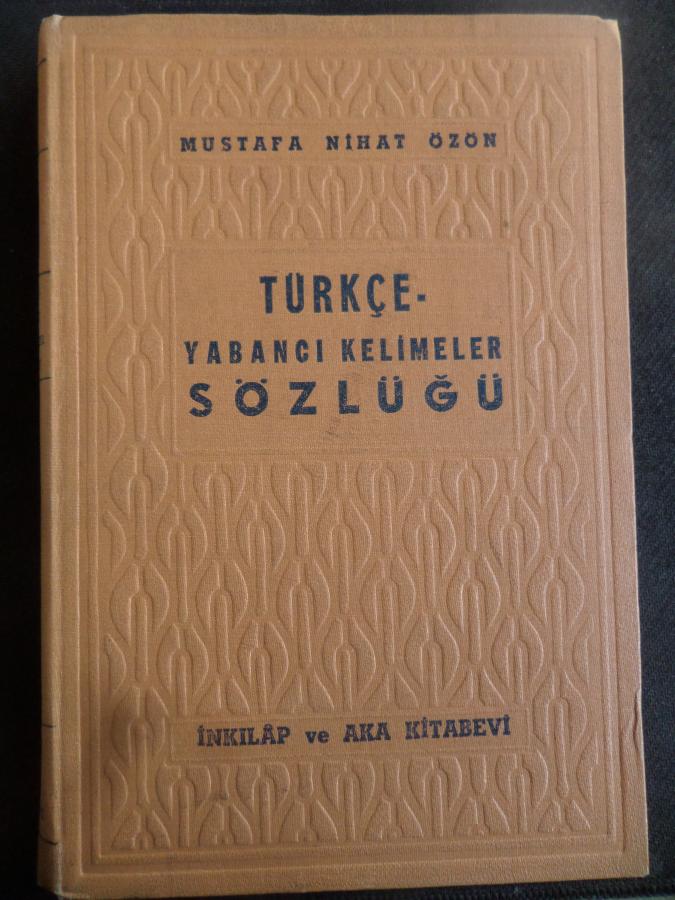 MUSTAFA NİHAT ÖZÖN
TÜRKÇE-
YABANCI KELİMELER
SÖZLÜĞÜ
İNKILÂP ve AKA KİTABEVİ